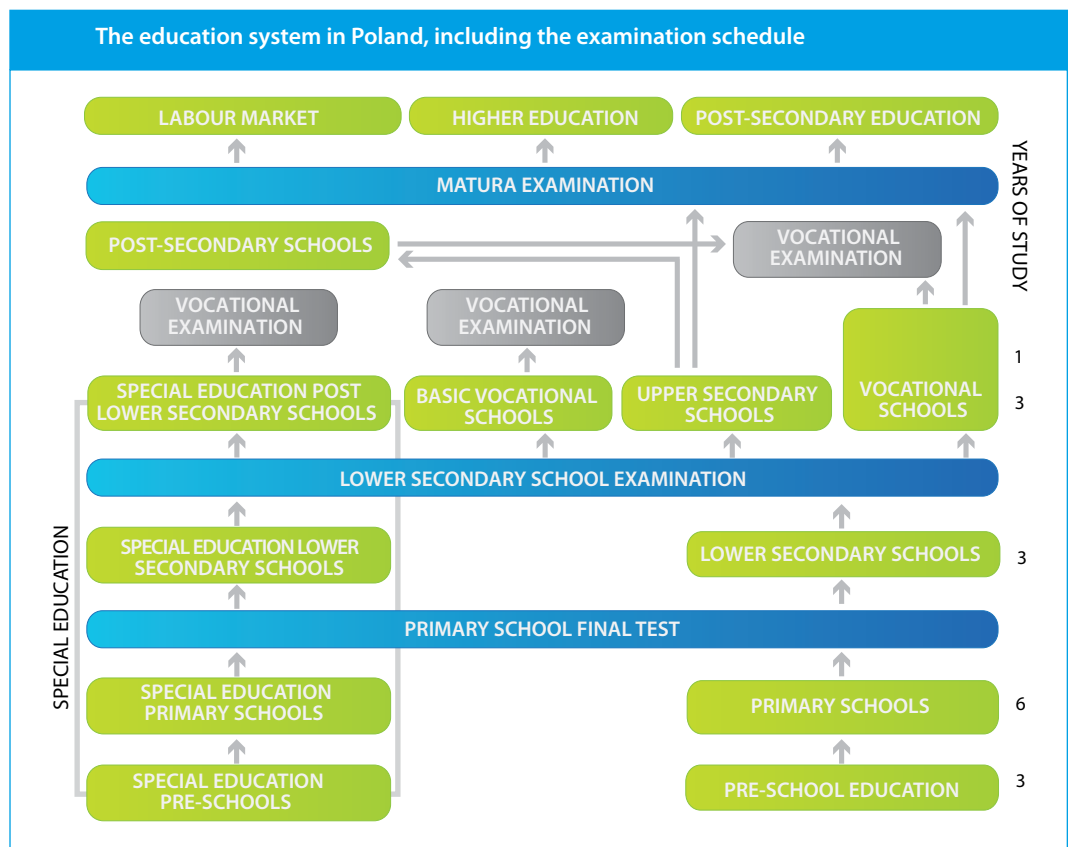 The education system in Poland, including the examination schedule
LABOUR MARKET
HIGHER EDUCATION
POST-SECONDARY EDUCATION
YEARS OF STUDY
MATURA EXAMINATION
POST-SECONDARY SCHOOLS
VOCATIONAL
EXAMINATION
VOCATIONAL
EXAMINATION
VOCATIONAL
EXAMINATION
1
SPECIAL EDUCATION POST
LOWER SECONDARY SCHOOLS
BASIC VOCATIONAL
SCHOOLS
UPPER SECONDARY
SCHOOLS
VOCATIONAL
SCHOOLS
3
LOWER SECONDARY SCHOOL EXAMINATION
SPECIAL EDUCATION
SPECIAL EDUCATION LOWER
SECONDARY SCHOOLS
LOWER SECONDARY SCHOOLS
3
PRIMARY SCHOOL FINAL TEST
SPECIAL EDUCATION
PRIMARY SCHOOLS
PRIMARY SCHOOLS
6
SPECIAL EDUCATION
PRE-SCHOOLS
PRE-SCHOOL EDUCATION
3